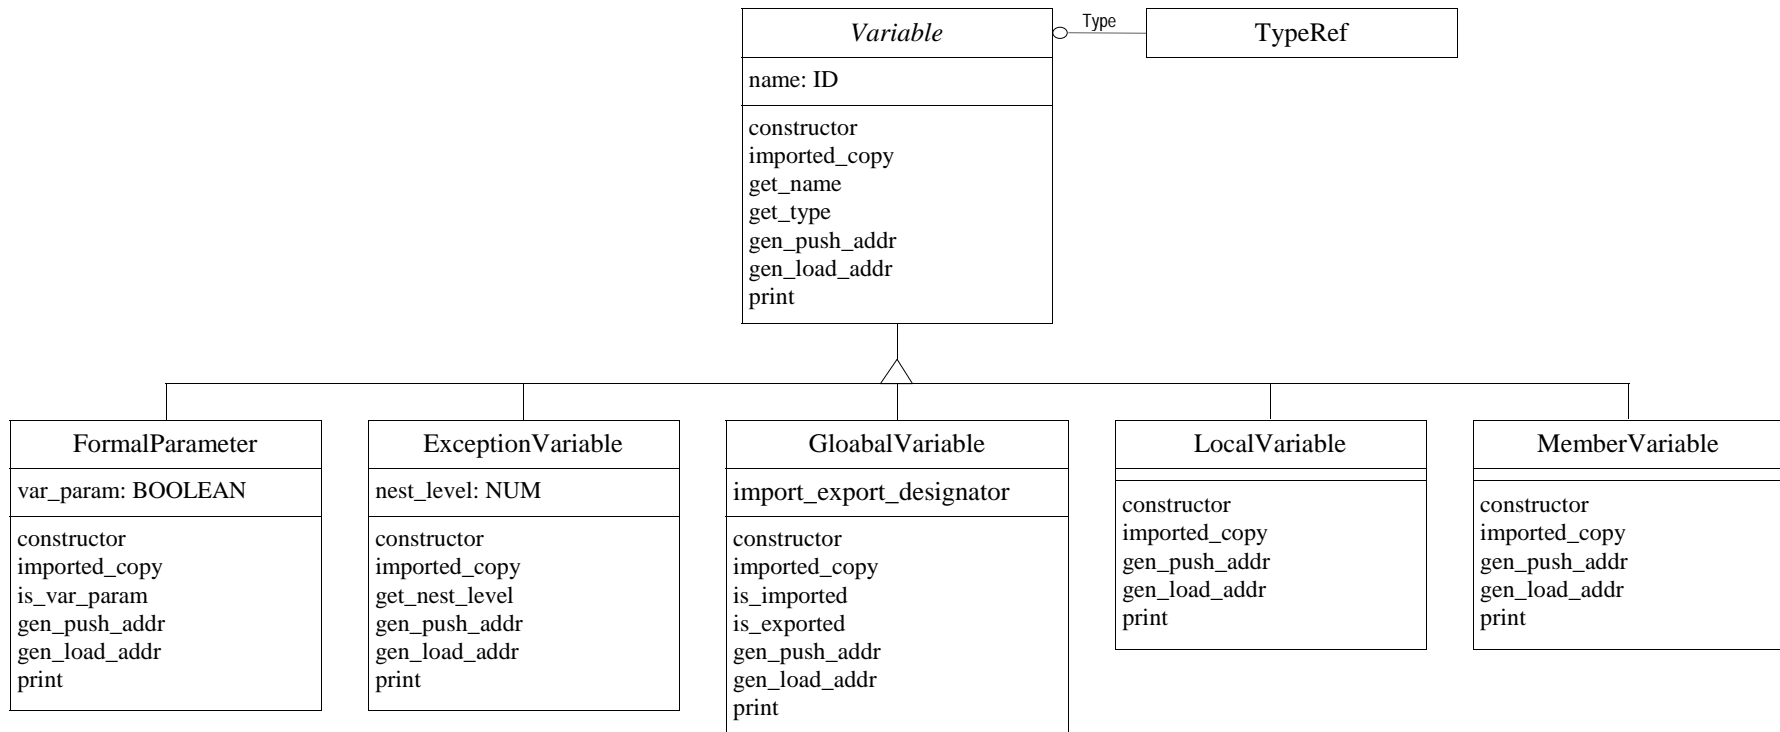 Variable
Type
TypeRef
name: ID
constructor
imported_copy
get_name
get_type
gen_push_addr
gen_load_addr
print
FormalParameter
var_param: BOOLEAN
constructor
imported_copy
is_var_param
gen_push_addr
gen_load_addr
print
ExceptionVariable
nest_level: NUM
constructor
imported_copy
get_nest_level
gen_push_addr
gen_load_addr
print
GloabalVariable
import_export_designator
constructor
imported_copy
is_imported
is_exported
gen_push_addr
gen_load_addr
print
LocalVariable
constructor
imported_copy
gen_push_addr
gen_load_addr
print
MemberVariable
constructor
imported_copy
gen_push_addr
gen_load_addr
print